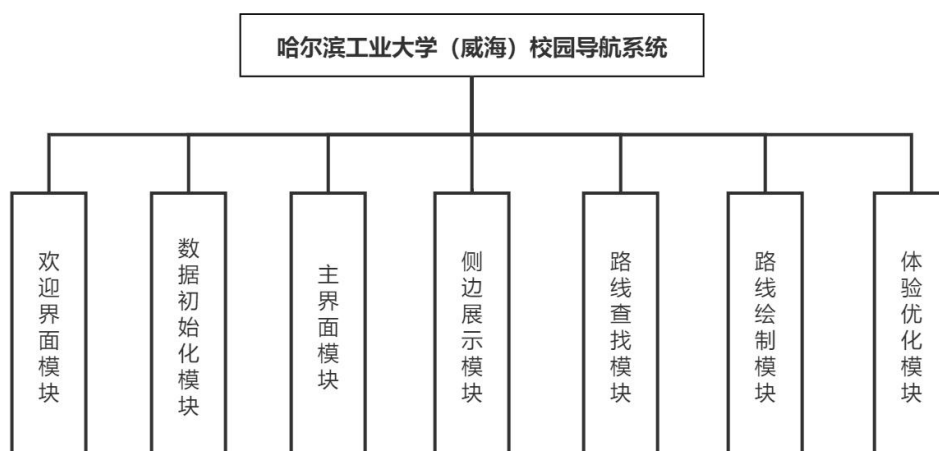 哈尔滨工业大学（威海）校园导航系统
欢迎界面模块
数据初始化模块
主界面模块
侧边展示模块
路线查找模块
路线绘制模块
体验优化模块